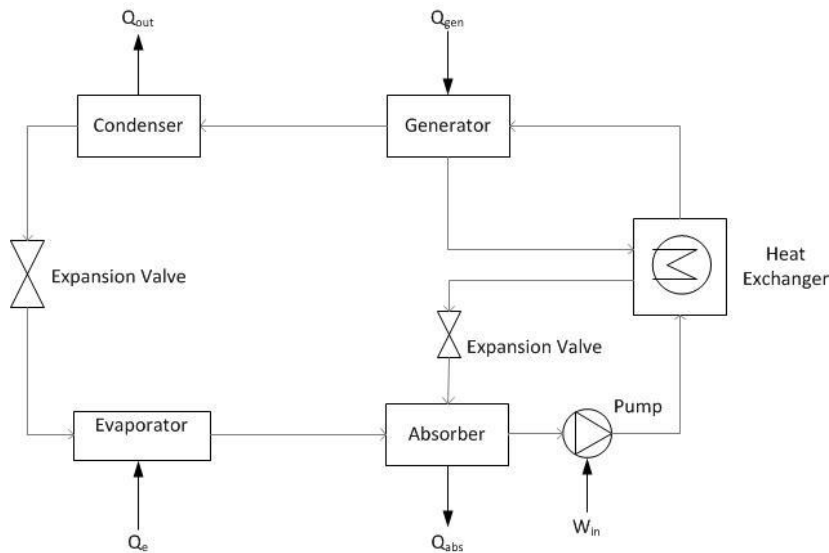 Qout
Qgen
Condenser
Generator
Heat
Exchanger
Expansion Valve
Expansion Valve
Pump
Evaporator
Absorber
Win
Qe
Qabs